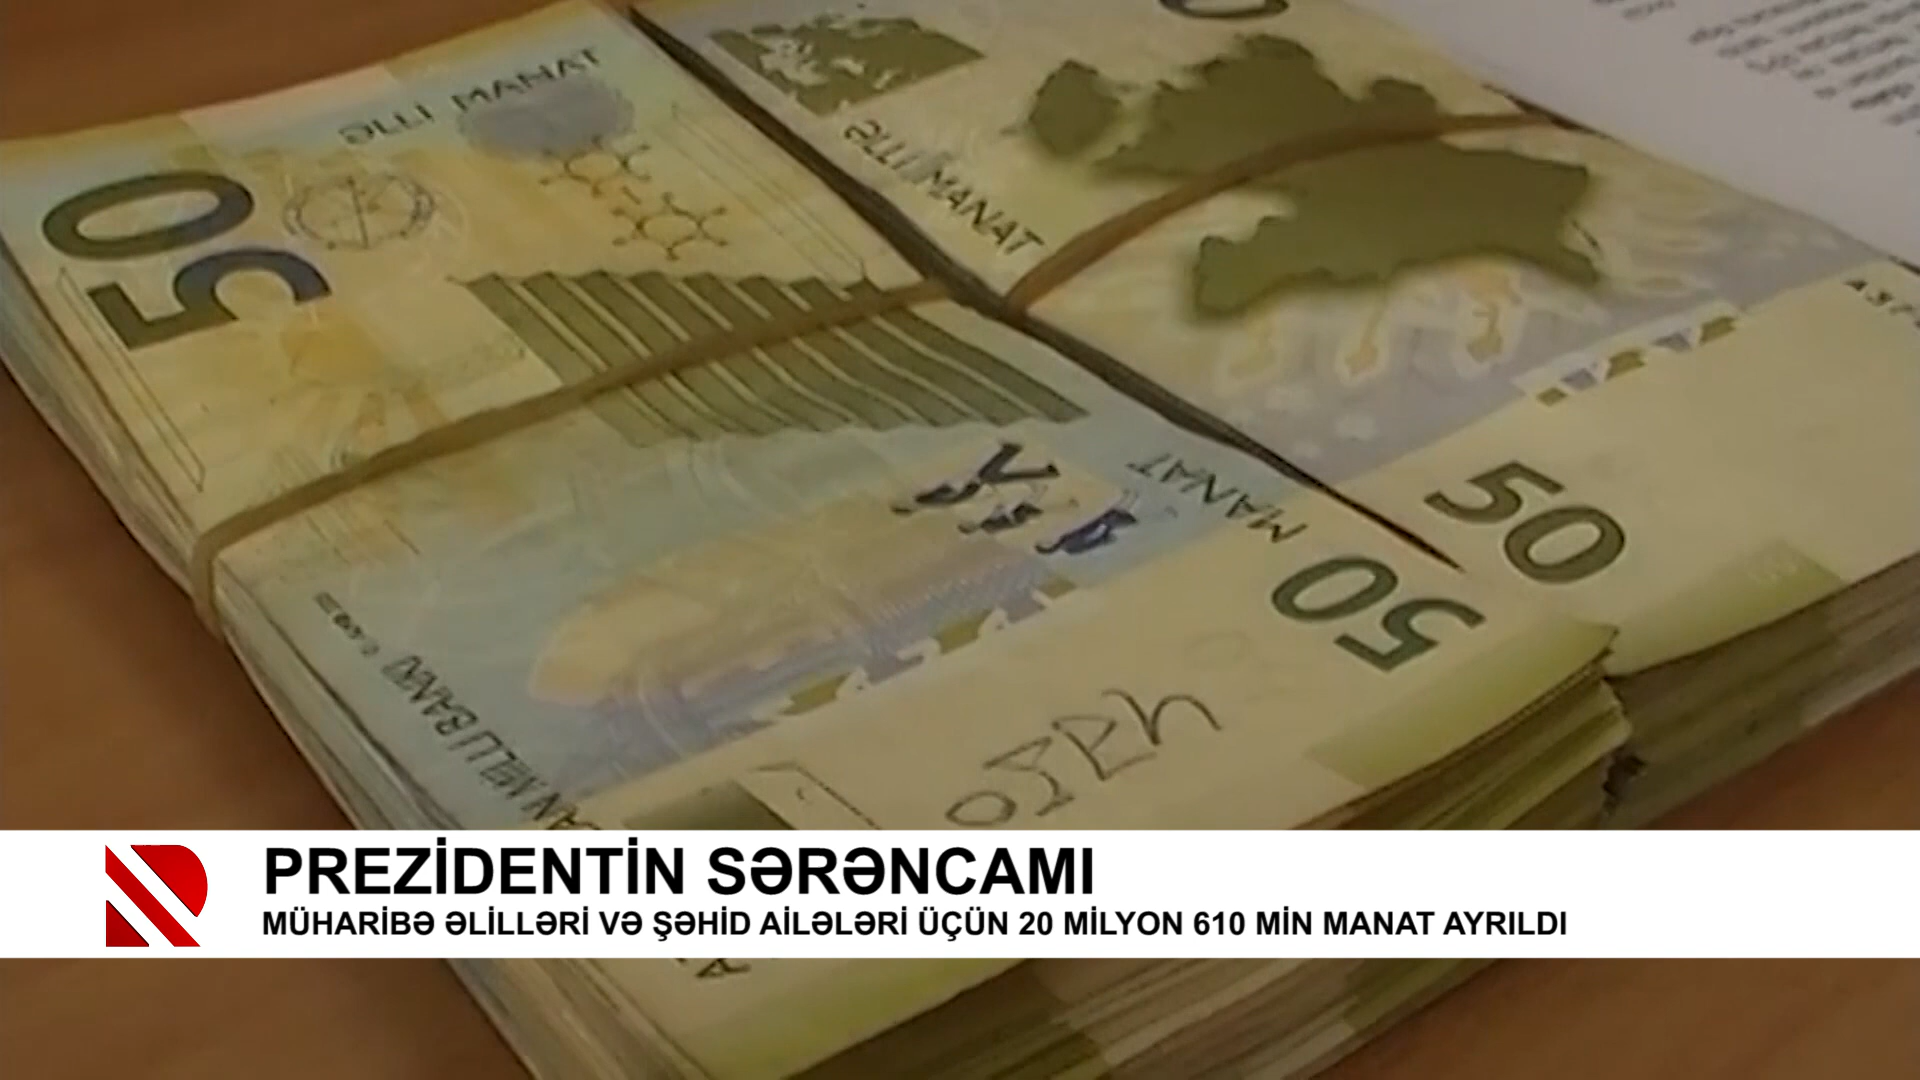 ƏLLİ MANAT
50
ƏLLİ MANAT
MANAT
50
50
PREZİDENTİN SƏRƏNCAMI
MÜHARİBƏ ƏLİLLƏRİ VƏ ŞƏHİD AİLƏLƏRİ ÜÇÜN 20 MİLYON 610 MİN MANAT AYRILDI